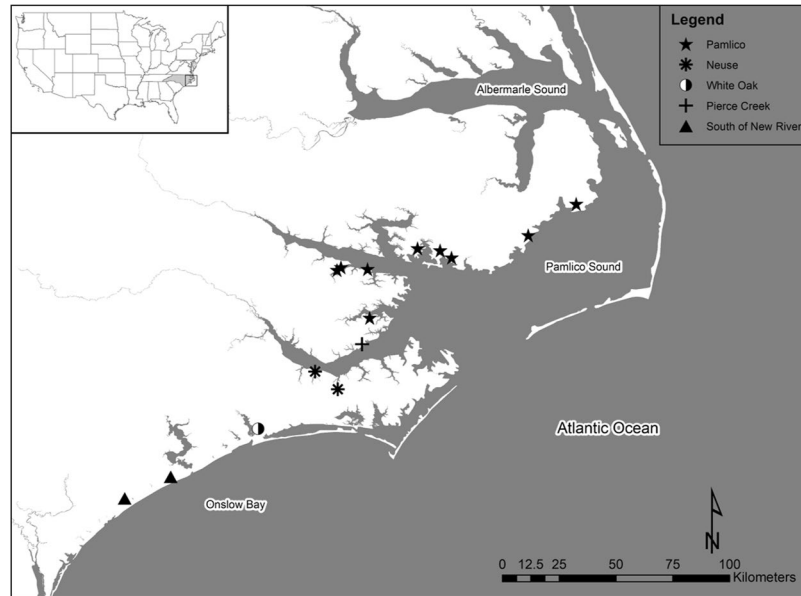 Legend
Pamlico
Neuse
White Oak
Pierce Creek
South of New River
Albermarle Sound
Pamlico Sound
Atlantic Ocean
Onslow Bay
N
0 12.5 25 50 75 100
Kilometers